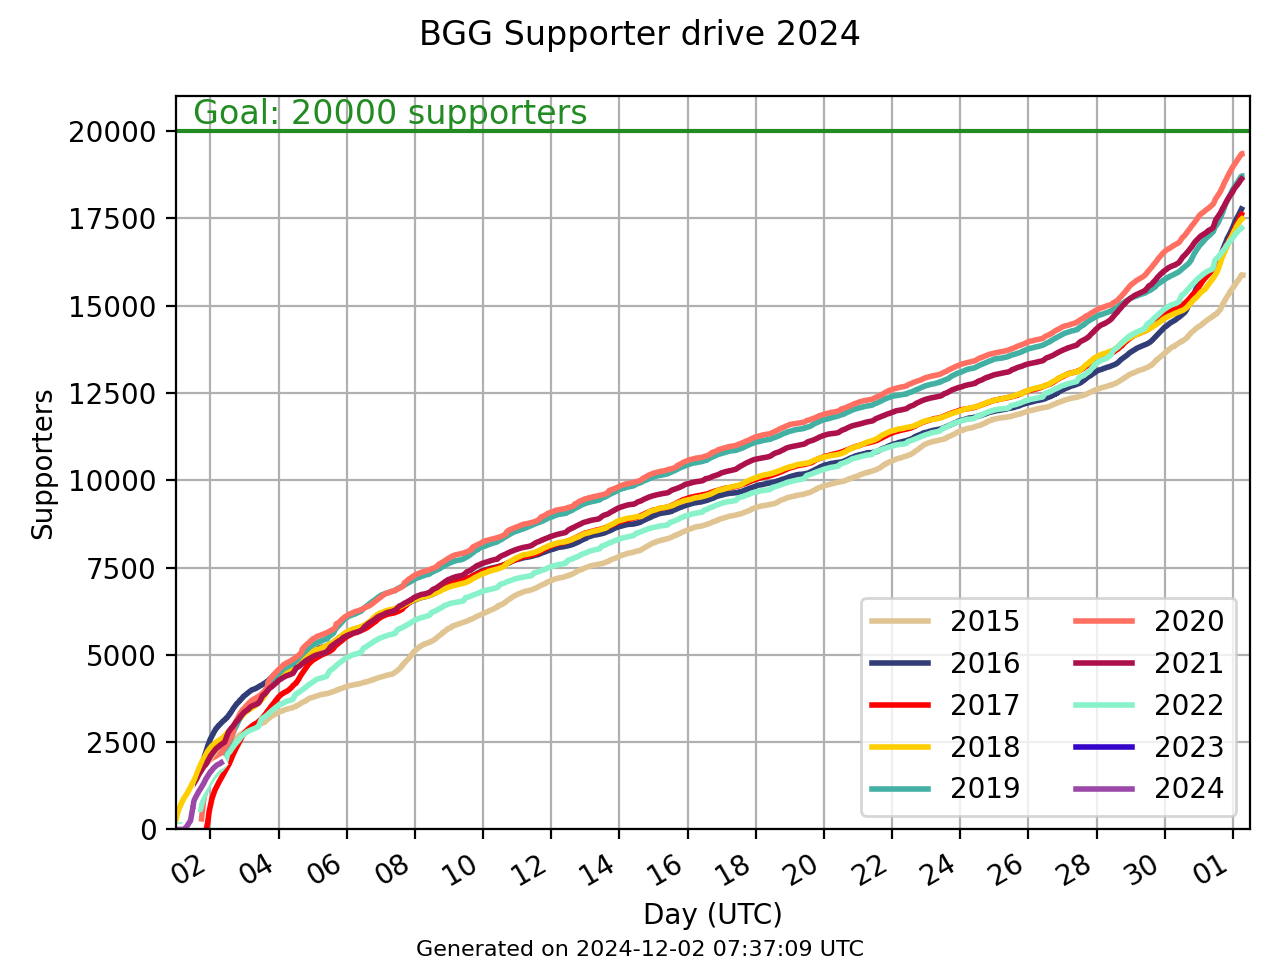 BGG Supporter drive 2024
Goal: 20000 supporters
20000
17500
15000
12500
10000
7500
5000
2500
0
Supporters
2015 2020
2016 2021
2017 2022
2018 2023
2019 2024
02 04 06 08 10 12 14 16 18 20 22 24 26 28 30 01
Day (UTC)
Generated on 2024-12-02 07:37:09 UTC